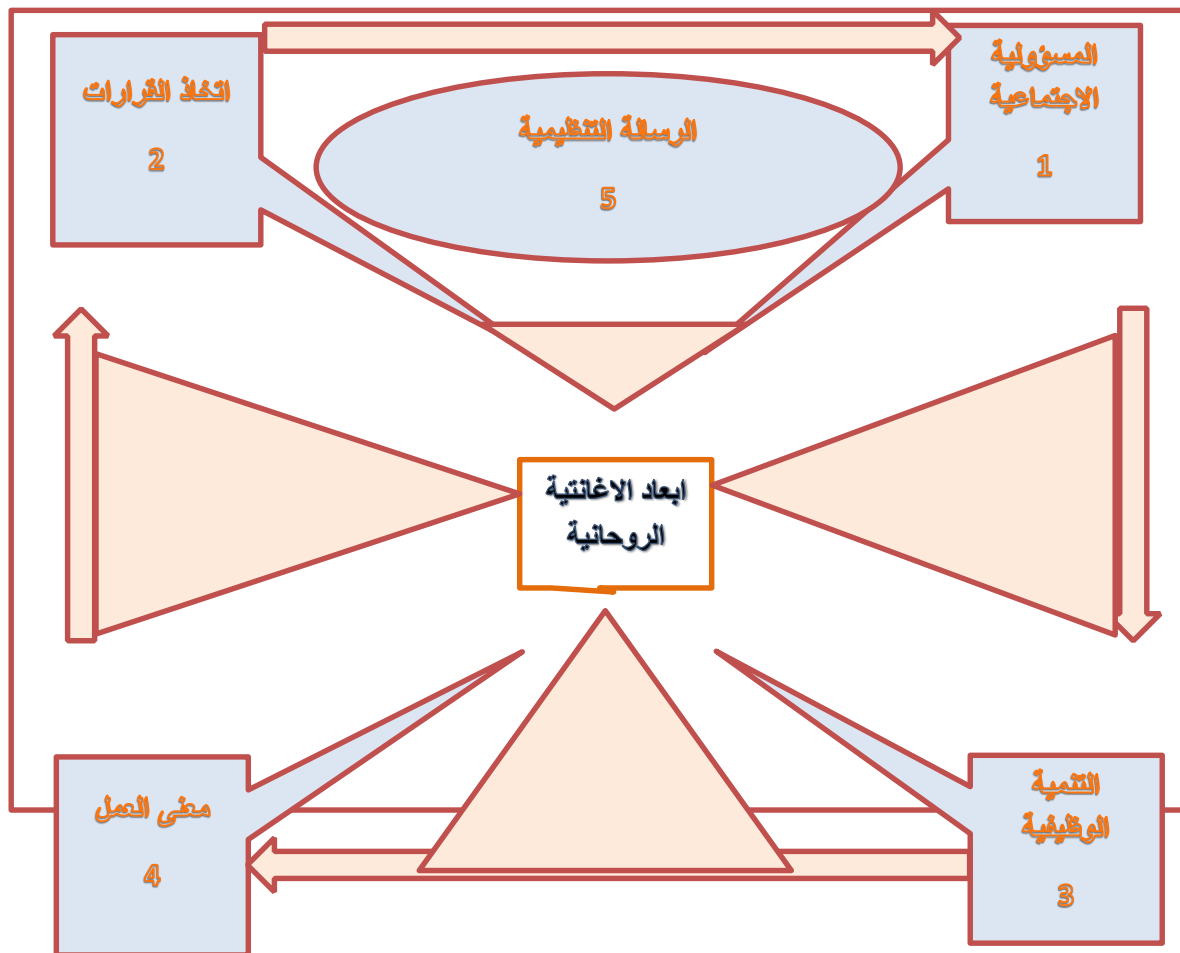 المسؤولية
الاجتماعية
1
اتخاذ القرارات
2
الرسالة التنظيمية
5
ابعاد الاغانتية
الروحانية
التنمية
الوظيفية
3
معنى العمل
4